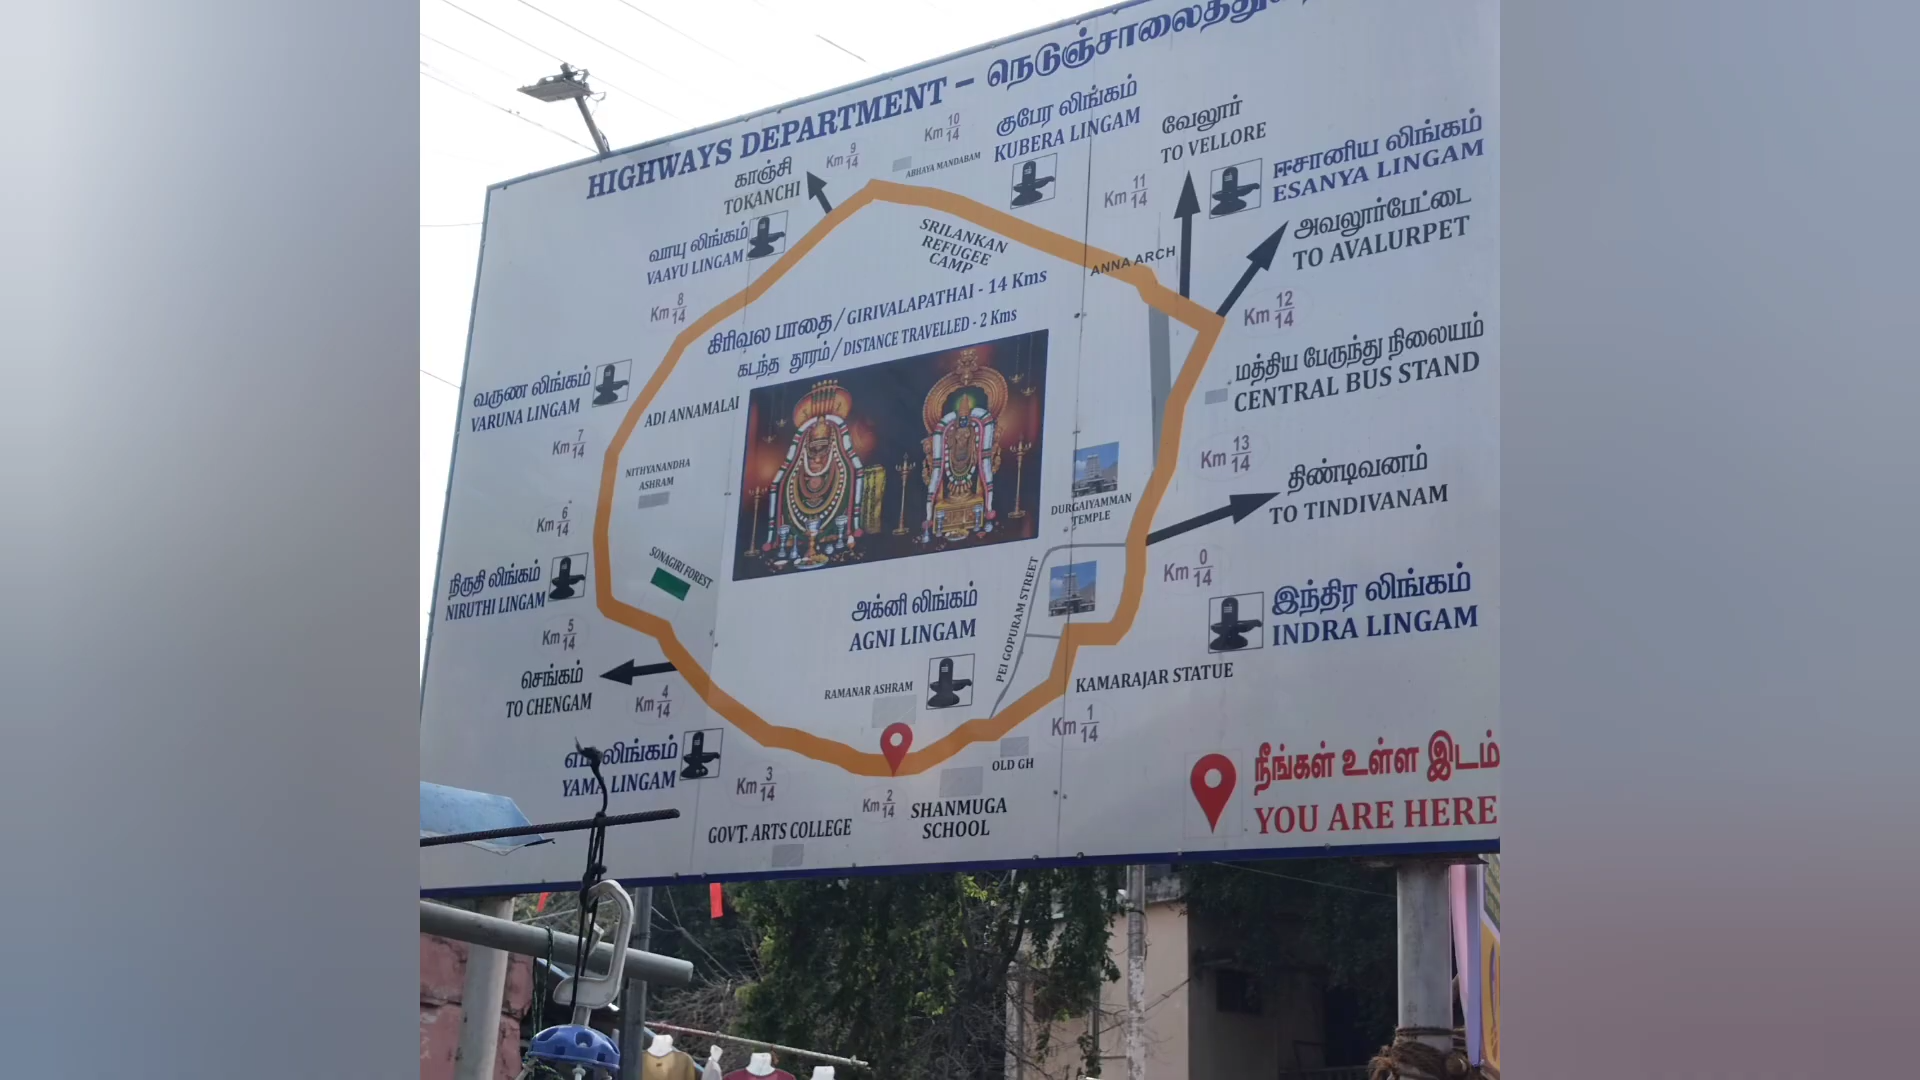 HIGHWAYS DEPARTMENT – நெடுஞ்சாலைத்துறை
Km 10/14
குபேர லிங்கம்
KUBERA LINGAM
வேலூர்
TO VELLORE
ஈசானிய லிங்கம்
ESANYA LINGAM
காஞ்சி
TOKANCHI
Km 9/14
ABHAYA MANDABAM
Km 11/14
அவலூர்பேட்டை
TO AVALURPET
வாயு லிங்கம்
VAAYU LINGAM
SRILANKAN
REFUGEE
CAMP
ANNA ARCH
Km 8/14
கிரிவல பாதை/GIRIVALAPATHAI - 14 Kms
கடந்த தூரம்/DISTANCE TRAVELLED - 2 Kms
Km 12/14
மத்திய பேருந்து நிலையம்
CENTRAL BUS STAND
வருண லிங்கம்
VARUNA LINGAM
ADI ANNAMALAI
Km 7/14
Km 13/14
NITHYANANDHA
ASHRAM
திண்டிவனம்
TO TINDIVANAM
DURGAIYAMMAN
TEMPLE
Km 6/14
நிருதி லிங்கம்
NIRUTHI LINGAM
SONAGIRI FOREST
அக்னி லிங்கம்
AGNI LINGAM
PEI GOPURAM STREET
Km 0/14
இந்திர லிங்கம்
INDRA LINGAM
Km 5/14
செங்கம்
TO CHENGAM
Km 4/14
RAMANAR ASHRAM
KAMARAJAR STATUE
Km 1/14
லிங்கம்
YAMA LINGAM
Km 3/14
OLD GH
Km 2/14
SHANMUGA
SCHOOL
GOVT. ARTS COLLEGE
நீங்கள் உள்ள இடம்
YOU ARE HERE